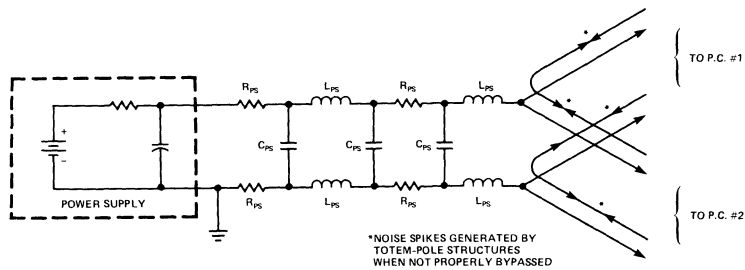 *
TO P.C. #1
R_PS L_PS R_PS L_PS
* *
+
−
C_PS C_PS C_PS
POWER SUPPLY
R_PS L_PS R_PS L_PS
*
TO P.C. #2
*NOISE SPIKES GENERATED BY
TOTEM-POLE STRUCTURES
WHEN NOT PROPERLY BYPASSED